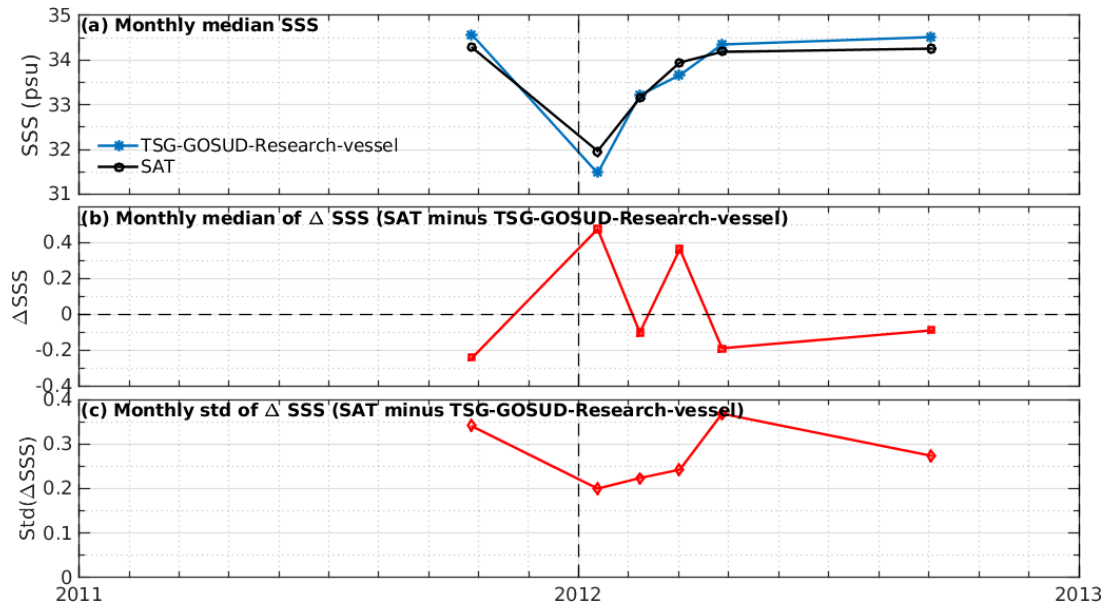 (a) Monthly median SSS
35
34
33
32
31
SSS (psu)
TSG-GOSUD-Research-vessel
SAT
(b) Monthly median of Δ SSS (SAT minus TSG-GOSUD-Research-vessel)
0.4
0.2
0
-0.2
-0.4
ΔSSS
(c) Monthly std of Δ SSS (SAT minus TSG-GOSUD-Research-vessel)
0.4
0.3
0.2
0.1
0
Std(ΔSSS)
2011
2012
2013